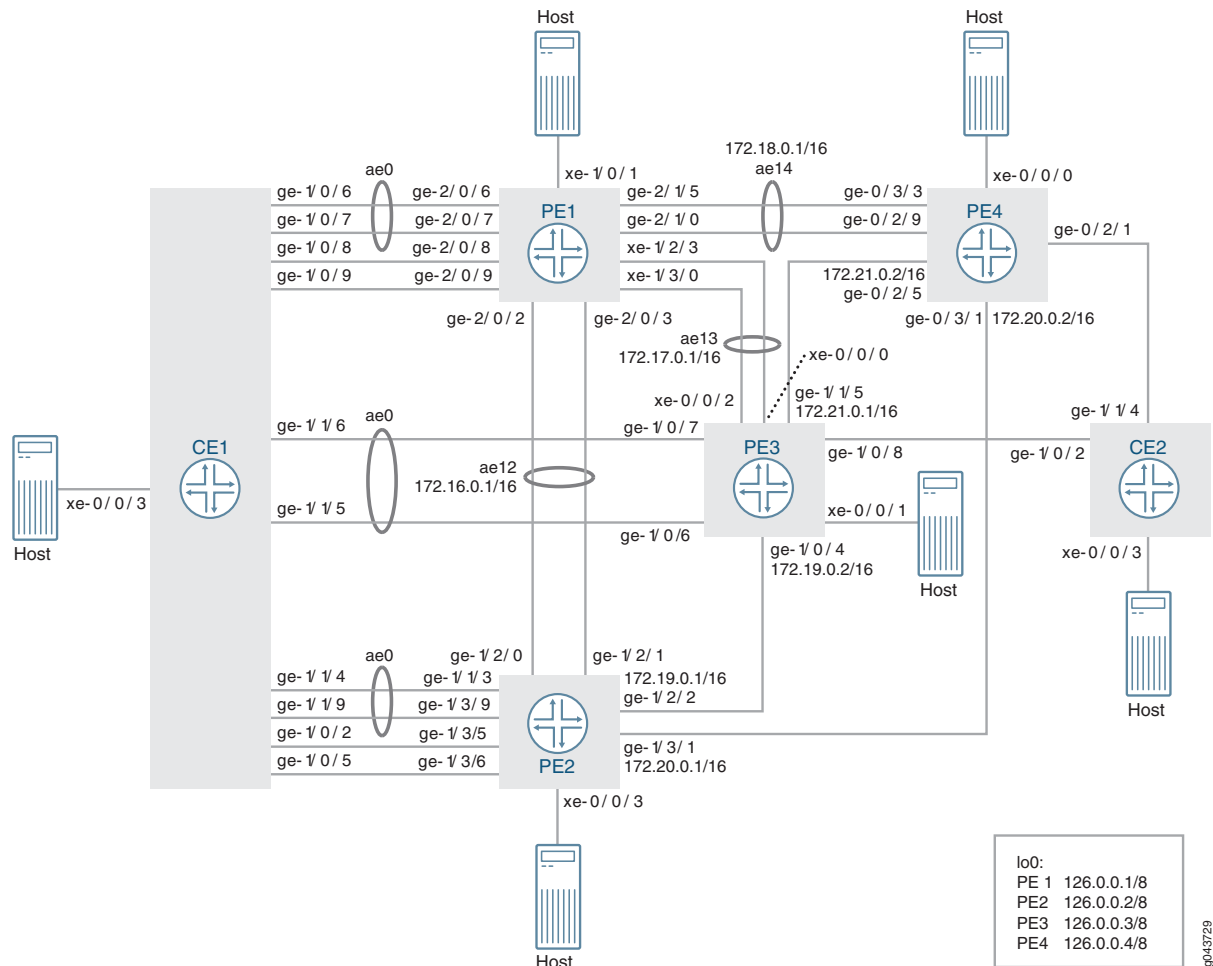 Host
Host
172.18.0.1/16
ae0
xe-1/0/1
ae14
xe-0/0/0
ge-1/0/6
ge-2/0/6
ge-2/1/5
ge-0/3/3
PE1
PE4
ge-1/0/7
ge-2/0/7
ge-2/1/0
ge-0/2/9
ge-0/2/1
ge-1/0/8
ge-2/0/8
xe-1/2/3
ge-1/0/9
ge-2/0/9
xe-1/3/0
172.21.0.2/16
ge-0/2/5
ge-2/0/2
ge-2/0/3
ge-0/3/1
172.20.0.2/16
ae13
172.17.0.1/16
xe-0/0/0
xe-0/0/2
ge-1/1/5
172.21.0.1/16
ge-1/1/4
ae0
ge-1/1/6
ge-1/0/7
CE1
PE3
ge-1/0/8
ge-1/0/2
CE2
ae12
172.16.0.1/16
xe-0/0/3
ge-1/1/5
xe-0/0/1
ge-1/0/6
Host
ge-1/0/4
172.19.0.2/16
xe-0/0/3
Host
ae0
ge-1/2/0
ge-1/2/1
ge-1/1/4
ge-1/1/3
172.19.0.1/16
ge-1/1/9
ge-1/3/9
ge-1/2/2
Host
ge-1/0/2
ge-1/3/5
ge-1/3/1
ge-1/0/5
ge-1/3/6
PE2
172.20.0.1/16
xe-0/0/3
lo0:
PE 1 126.0.0.1/8
PE2 126.0.0.2/8
PE3 126.0.0.3/8
PE4 126.0.0.4/8
g043729
Host